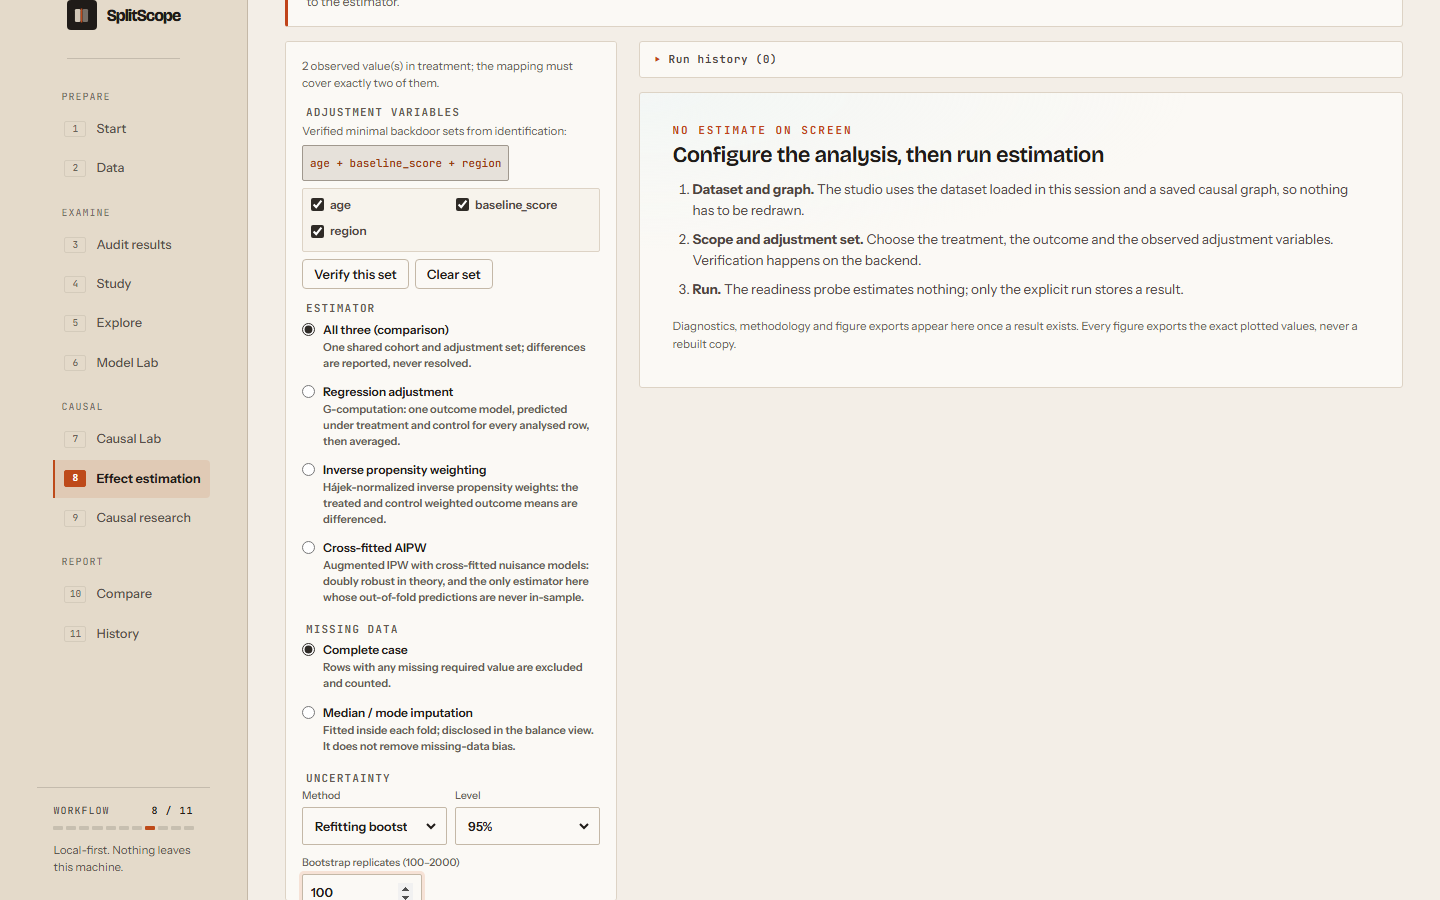 SplitScope
PREPARE
1 Start
2 Data
EXAMINE
3 Audit results
4 Study
5 Explore
6 Model Lab
CAUSAL
7 Causal Lab
8 Effect estimation
9 Causal research
REPORT
10 Compare
11 History
WORKFLOW 8 / 11
Local-first. Nothing leaves
this machine.
to the estimator.
2 observed value(s) in treatment; the mapping must
cover exactly two of them.
ADJUSTMENT VARIABLES
Verified minimal backdoor sets from identification:
age + baseline_score + region
age baseline_score
region
Verify this set Clear set
ESTIMATOR
All three (comparison)
One shared cohort and adjustment set; differences
are reported, never resolved.
Regression adjustment
G-computation: one outcome model, predicted
under treatment and control for every analysed row,
then averaged.
Inverse propensity weighting
Hájek-normalized inverse propensity weights: the
treated and control weighted outcome means are
differenced.
Cross-fitted AIPW
Augmented IPW with cross-fitted nuisance models:
doubly robust in theory, and the only estimator here
whose out-of-fold predictions are never in-sample.
MISSING DATA
Complete case
Rows with any missing required value are excluded
and counted.
Median / mode imputation
Fitted inside each fold; disclosed in the balance view.
It does not remove missing-data bias.
UNCERTAINTY
Method Level
Refitting bootst 95%
Bootstrap replicates (100–2000)
100
Run history (0)
NO ESTIMATE ON SCREEN
Configure the analysis, then run estimation
1. Dataset and graph. The studio uses the dataset loaded in this session and a saved causal graph, so nothing
has to be redrawn.
2. Scope and adjustment set. Choose the treatment, the outcome and the observed adjustment variables.
Verification happens on the backend.
3. Run. The readiness probe estimates nothing; only the explicit run stores a result.
Diagnostics, methodology and figure exports appear here once a result exists. Every figure exports the exact plotted values, never a
rebuilt copy.